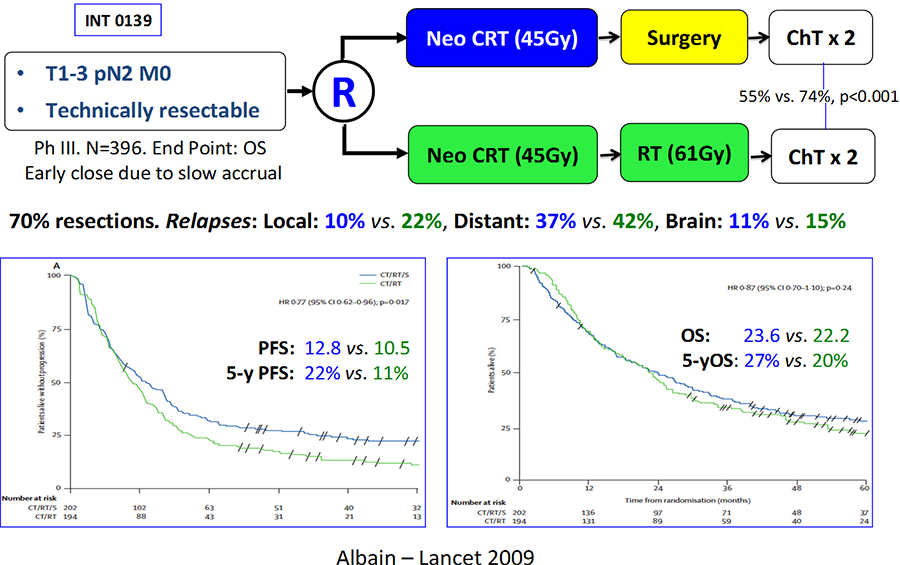 INT 0139
• T1-3 pN2 M0
• Technically resectable
Ph III. N=396. End Point: OS
Early close due to slow accrual
R
Neo CRT (45Gy)
Surgery
ChT x 2
55% vs. 74%, p<0.001
Neo CRT (45Gy)
RT (61Gy)
ChT x 2
70% resections. Relapses: Local: 10% vs. 22%, Distant: 37% vs. 42%, Brain: 11% vs. 15%
A
CT/RT/S
CT/RT
HR 0·77 (95% CI 0·62–0·96); p=0·017
PFS: 12.8 vs. 10.5
5-y PFS: 22% vs. 11%
Patients alive without progression (%)
100
75
50
25
0
Number at risk
CT/RT/S 202 102 63 51 40 32
CT/RT 194 88 43 31 21 13
HR 0·87 (95% CI 0·70–1·10); p=0·24
OS: 23.6 vs. 22.2
5-yOS: 27% vs. 20%
Patients alive (%)
100
75
50
25
0
0 12 24 36 48 60
Time from randomisation (months)
Number at risk
CT/RT/S 202 136 97 71 48 37
CT/RT 194 131 89 59 40 24
Albain – Lancet 2009